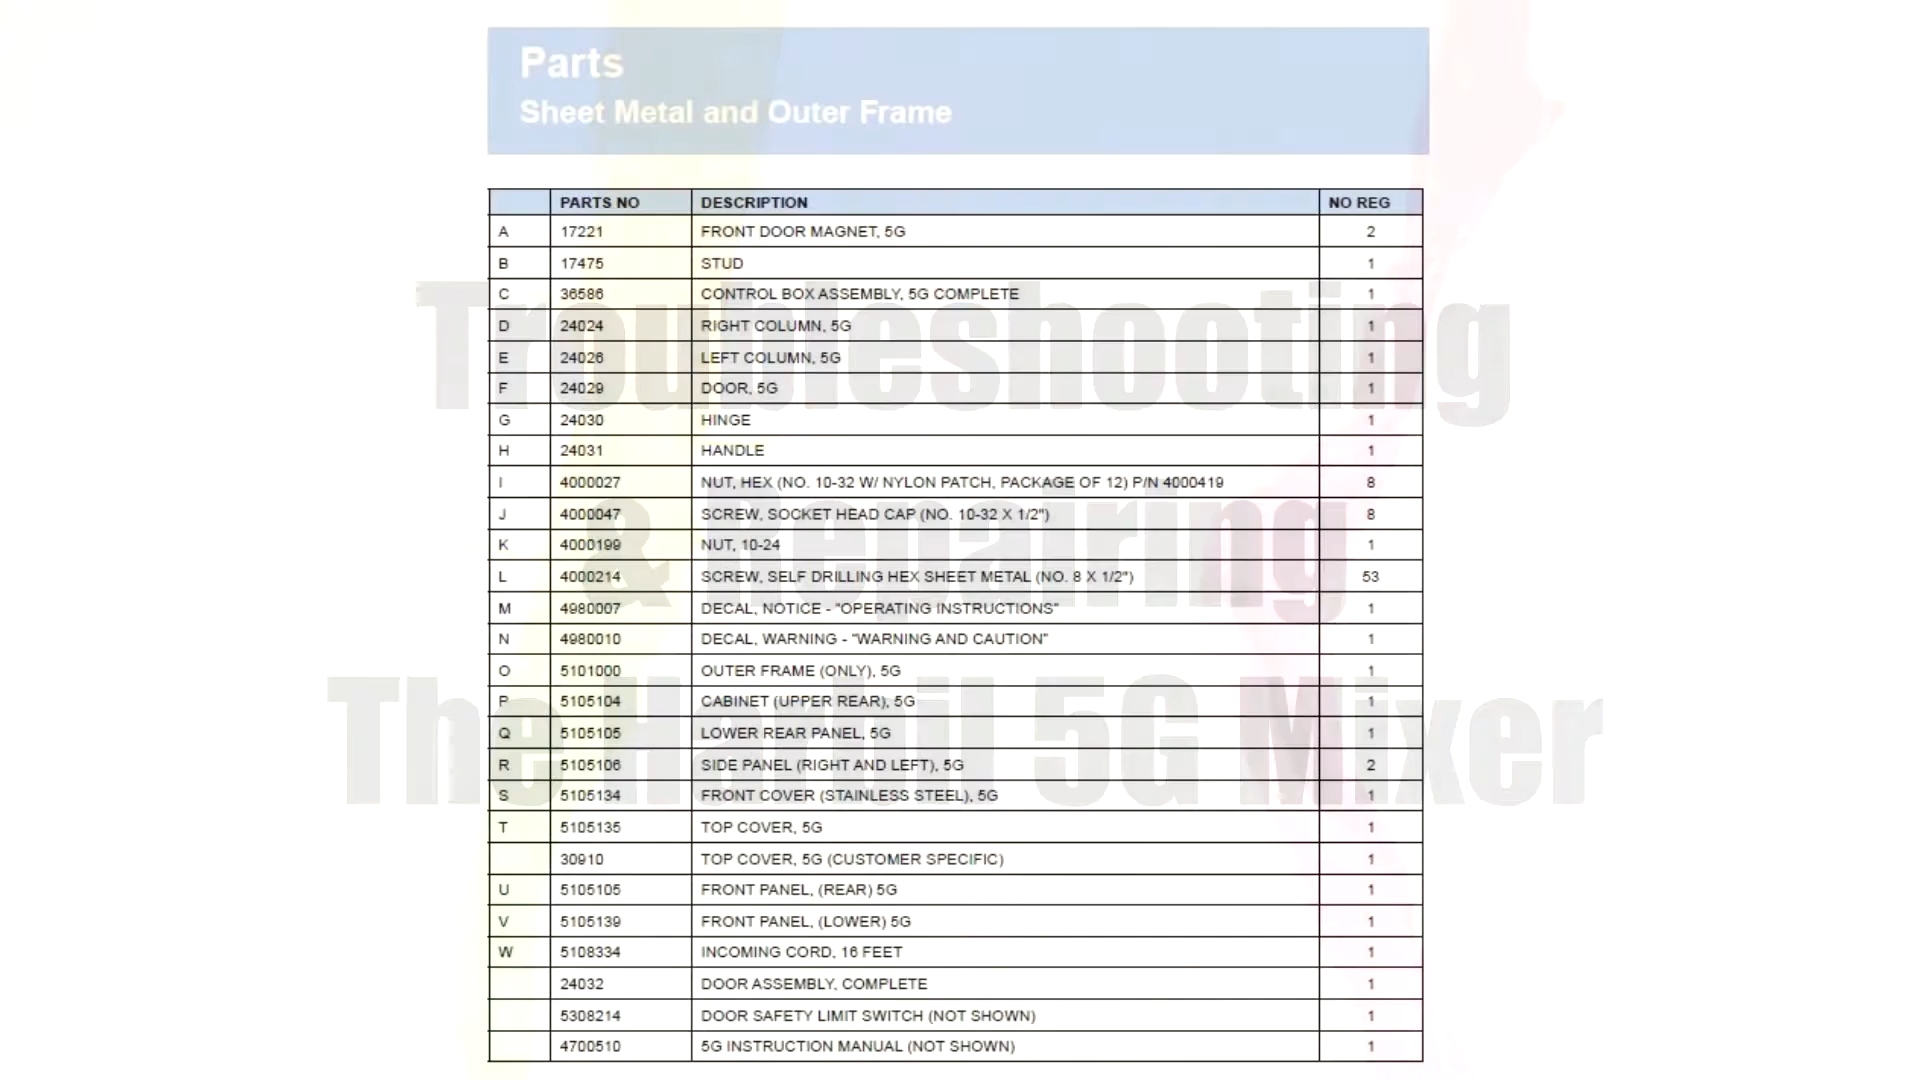 Parts
Sheet Metal and Outer Frame
PARTS NO DESCRIPTION NO REG
A 17221 FRONT DOOR MAGNET, 5G 2
B 17475 STUD 1
C 36586 CONTROL BOX ASSEMBLY, 5G COMPLETE 1
D 24024 RIGHT COLUMN, 5G 1
E 24026 LEFT COLUMN, 5G 1
F 24029 DOOR, 5G 1
G 24030 HINGE 1
H 24031 HANDLE 1
I 4000027 NUT, HEX (NO. 10-32 W/ NYLON PATCH, PACKAGE OF 12) P/N 4000419 8
J 4000047 SCREW, SOCKET HEAD CAP (NO. 10-32 X 1/2") 8
K 4000199 NUT, 10-24 1
L 4000214 SCREW, SELF DRILLING HEX SHEET METAL (NO. 8 X 1/2") 53
M 4980007 DECAL, NOTICE - "OPERATING INSTRUCTIONS" 1
N 4980010 DECAL, WARNING - "WARNING AND CAUTION" 1
O 5101000 OUTER FRAME (ONLY), 5G 1
P 5105104 CABINET (UPPER REAR), 5G 1
Q 5105105 LOWER REAR PANEL, 5G 1
R 5105106 SIDE PANEL (RIGHT AND LEFT), 5G 2
S 5105134 FRONT COVER (STAINLESS STEEL), 5G 1
T 5105135 TOP COVER, 5G 1
30910 TOP COVER, 5G (CUSTOMER SPECIFIC) 1
U 5105105 FRONT PANEL, (REAR) 5G 1
V 5105139 FRONT PANEL, (LOWER) 5G 1
W 5108334 INCOMING CORD, 16 FEET 1
24032 DOOR ASSEMBLY, COMPLETE 1
5308214 DOOR SAFETY LIMIT SWITCH (NOT SHOWN) 1
4700510 5G INSTRUCTION MANUAL (NOT SHOWN) 1
Troubleshooting
& Repairing
The Harbil 5G Mixer